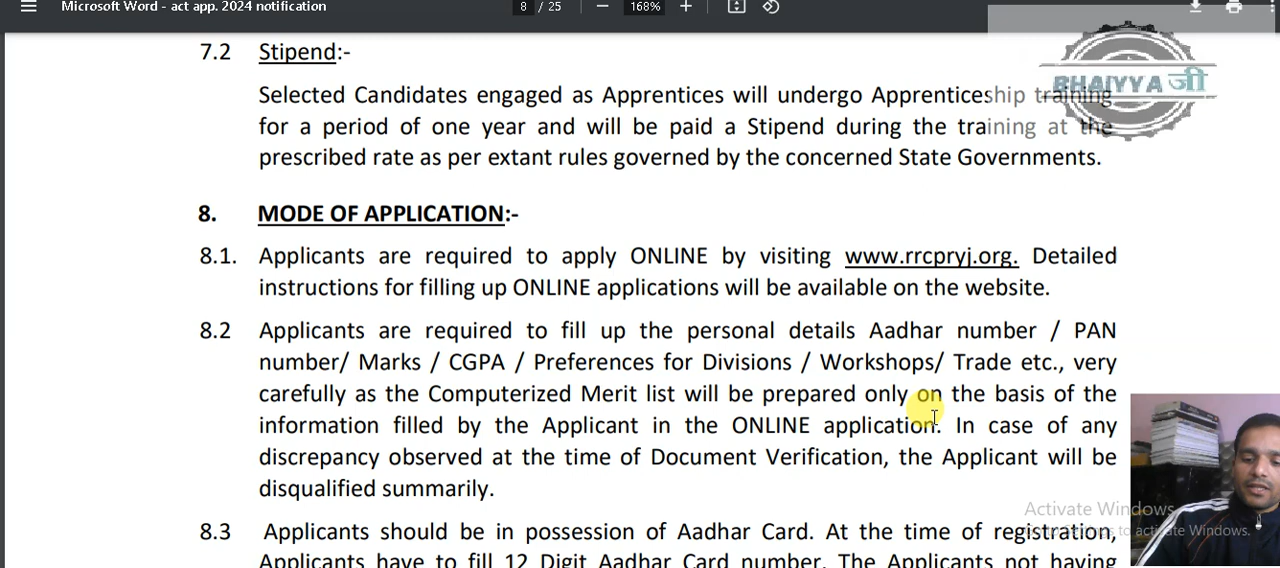 Microsoft Word - act app. 2024 notification
8 / 25
168%
BHAIYYA जी
7.2 Stipend:-
Selected Candidates engaged as Apprentices will undergo Apprenticeship training
for a period of one year and will be paid a Stipend during the training at the
prescribed rate as per extant rules governed by the concerned State Governments.
8. MODE OF APPLICATION:-
8.1. Applicants are required to apply ONLINE by visiting www.rrcpryj.org. Detailed
instructions for filling up ONLINE applications will be available on the website.
8.2 Applicants are required to fill up the personal details Aadhar number / PAN
number/ Marks / CGPA / Preferences for Divisions / Workshops/ Trade etc., very
carefully as the Computerized Merit list will be prepared only on the basis of the
information filled by the Applicant in the ONLINE application. In case of any
discrepancy observed at the time of Document Verification, the Applicant will be
disqualified summarily.
Activate Windows
Go to Settings to activate Windows.
8.3 Applicants should be in possession of Aadhar Card. At the time of registration,
Applicants have to fill 12 Digit Aadhar Card number. The Applicants not having